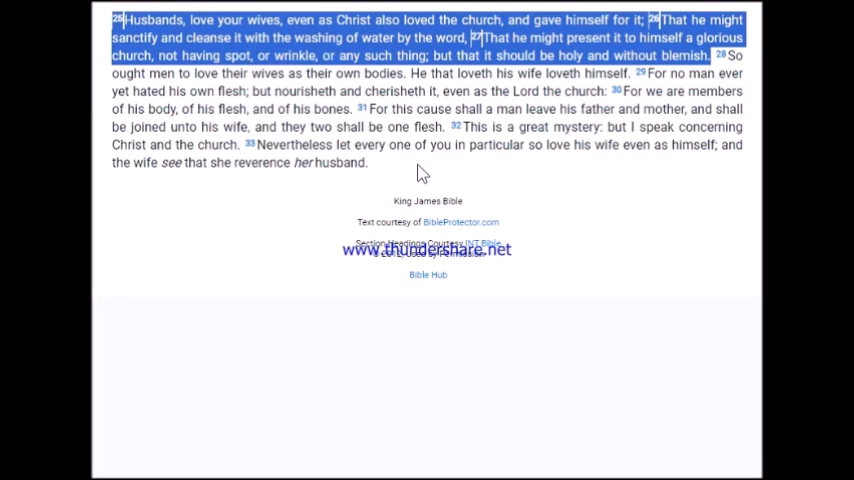 25Husbands, love your wives, even as Christ also loved the church, and gave himself for it; 26That he might
sanctify and cleanse it with the washing of water by the word, 27That he might present it to himself a glorious
church, not having spot, or wrinkle, or any such thing; but that it should be holy and without blemish. 28So
ought men to love their wives as their own bodies. He that loveth his wife loveth himself. 29For no man ever
yet hated his own flesh; but nourisheth and cherisheth it, even as the Lord the church: 30For we are members
of his body, of his flesh, and of his bones. 31For this cause shall a man leave his father and mother, and shall
be joined unto his wife, and they two shall be one flesh. 32This is a great mystery: but I speak concerning
Christ and the church. 33Nevertheless let every one of you in particular so love his wife even as himself; and
the wife see that she reverence her husband.
King James Bible
Text courtesy of BibleProtector.com
Section Headings Courtesy INT Bible
www.thundershare.net
© 2012, Used by Permission
Bible Hub